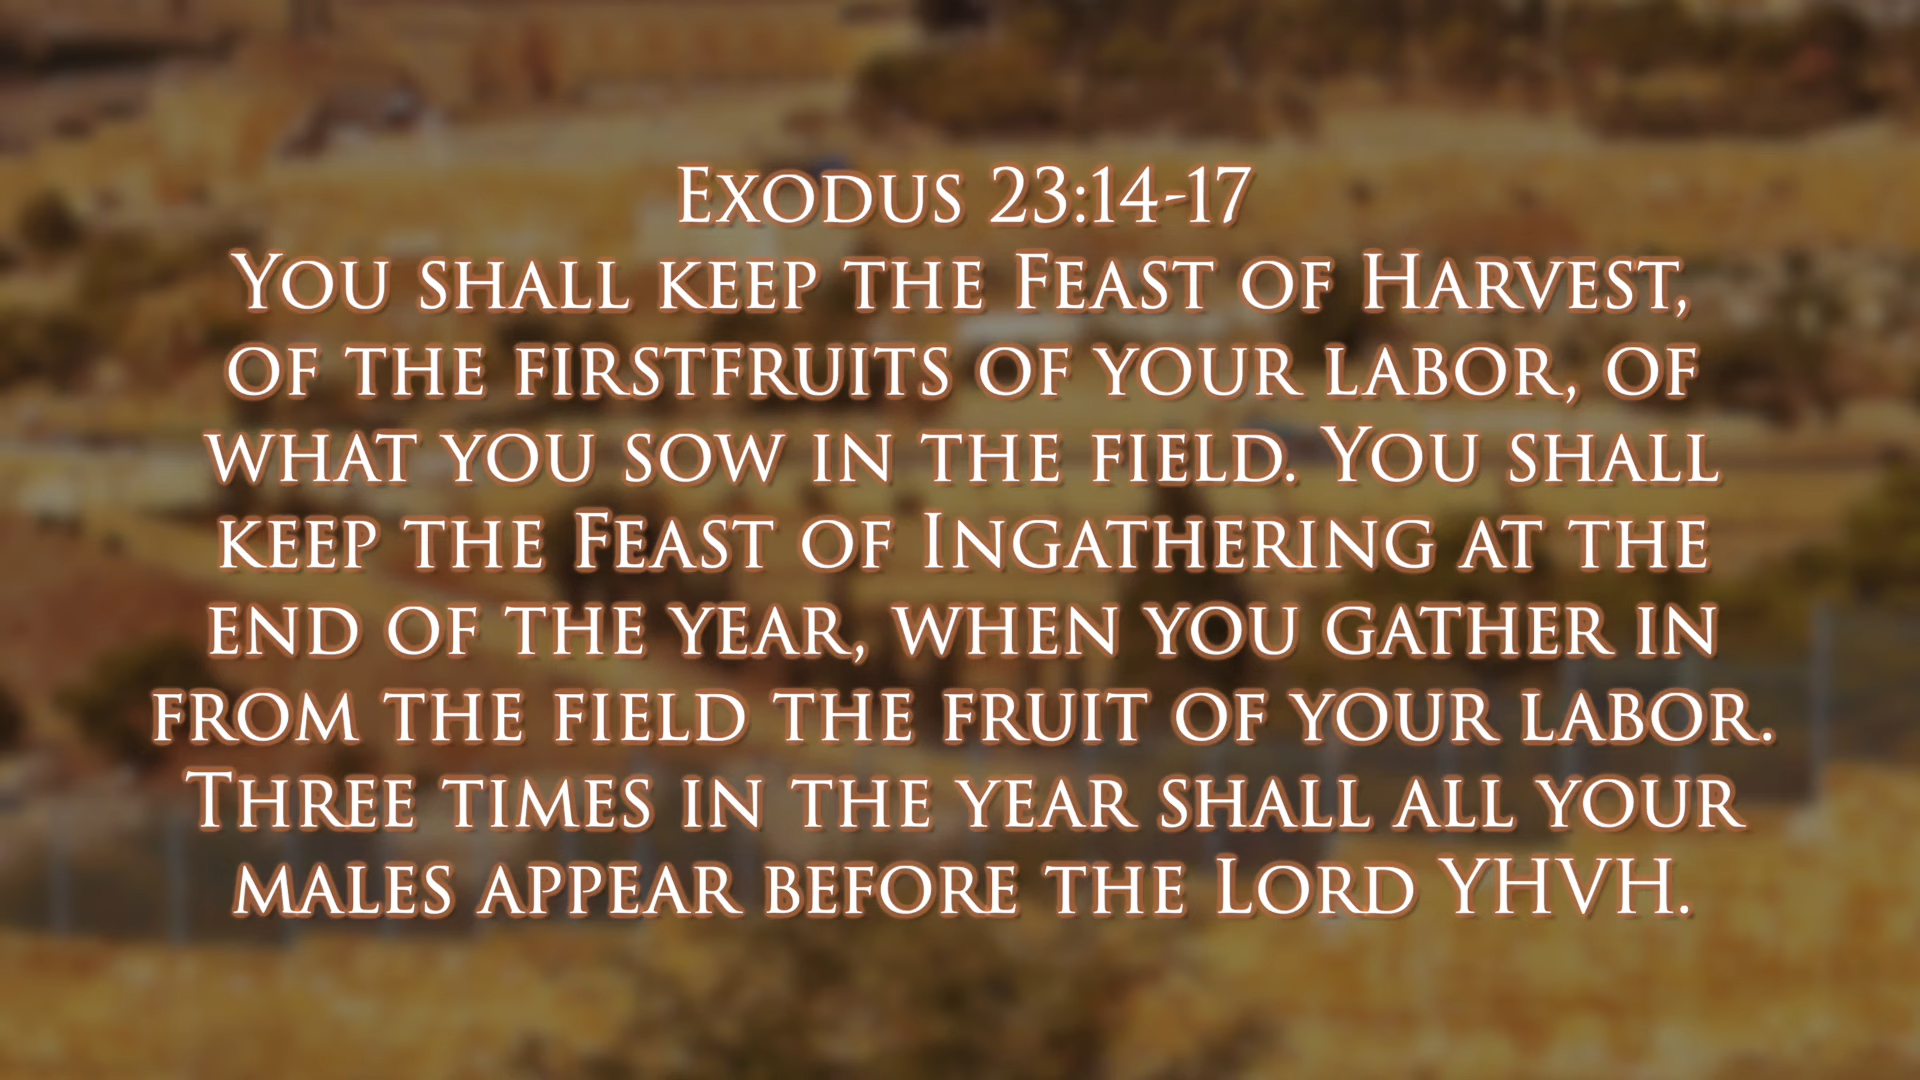 Exodus 23:14-17
You shall keep the Feast of Harvest,
of the firstfruits of your labor, of
what you sow in the field. You shall
keep the Feast of Ingathering at the
end of the year, when you gather in
from the field the fruit of your labor.
Three times in the year shall all your
males appear before the Lord YHVH.